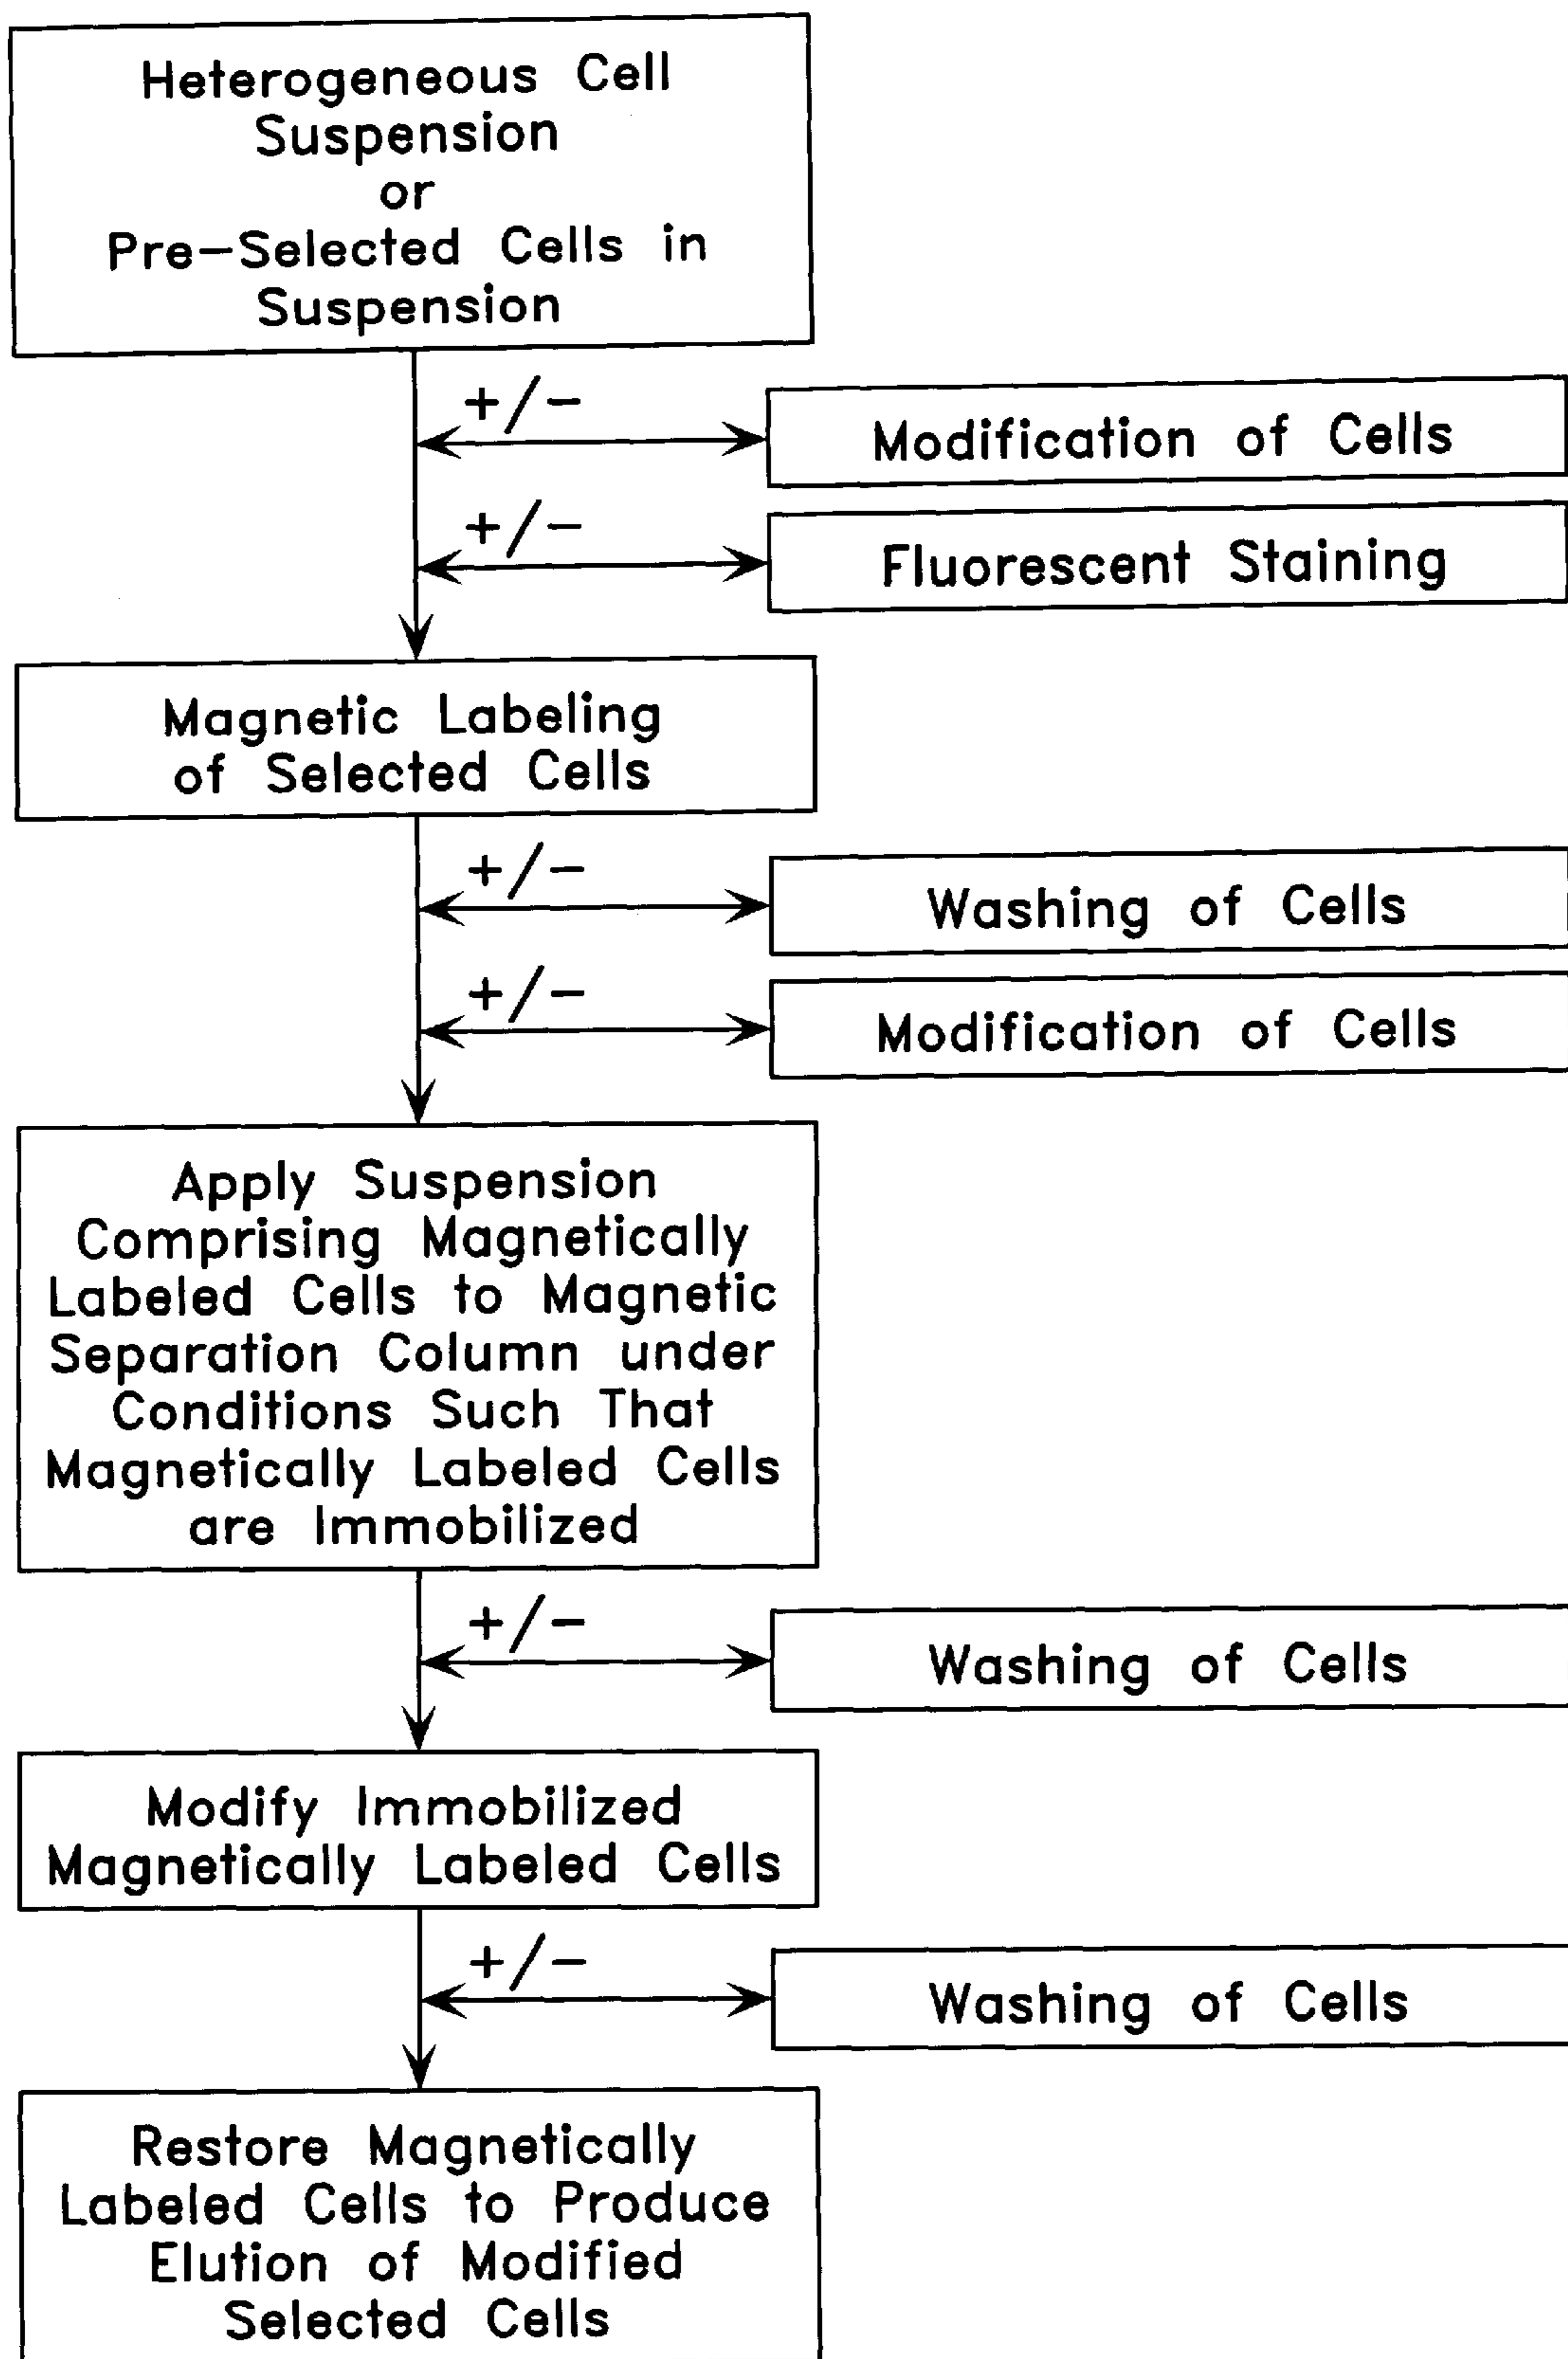 Heterogeneous Cell
Suspension
or
Pre-Selected Cells in
Suspension
+/-
Modification of Cells
+/-
Fluorescent Staining
Magnetic Labeling
of Selected Cells
+/-
Washing of Cells
+/-
Modification of Cells
Apply Suspension
Comprising Magnetically
Labeled Cells to Magnetic
Separation Column under
Conditions Such That
Magnetically Labeled Cells
are Immobilized
+/-
Washing of Cells
Modify Immobilized
Magnetically Labeled Cells
+/-
Washing of Cells
Restore Magnetically
Labeled Cells to Produce
Elution of Modified
Selected Cells